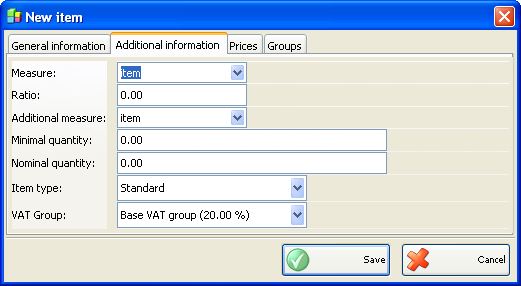 New item
General information Additional information Prices Groups
Measure: item
Ratio: 0.00
Additional measure: item
Minimal quantity: 0.00
Nominal quantity: 0.00
Item type: Standard
VAT Group: Base VAT group (20.00 %)
Save Cancel